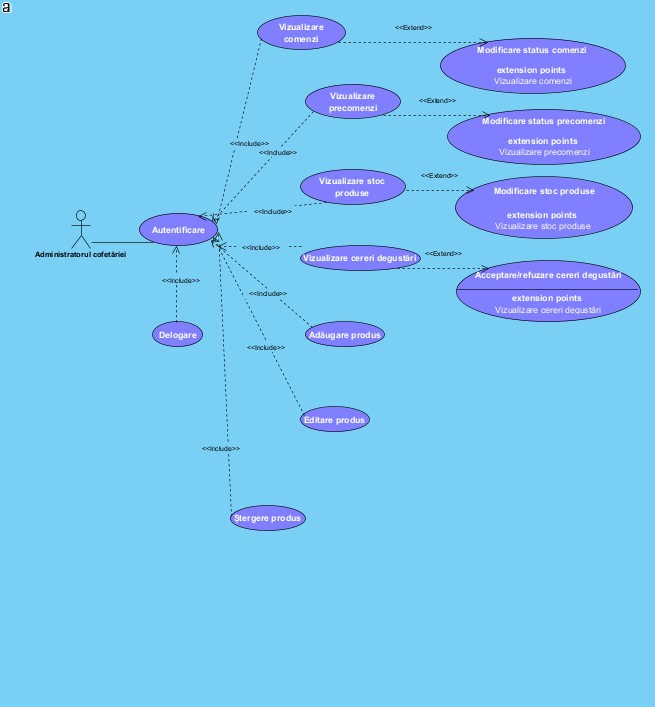 a
Vizualizare
comenzi
<<Extend>>
Modificare status comenzi
extension points
Vizualizare comenzi
Vizualizare
precomenzi
<<Extend>>
Modificare status precomenzi
extension points
Vizualizare precomenzi
<<Include>>
<<Include>>
Vizualizare stoc
produse
<<Extend>>
Modificare stoc produse
extension points
Vizualizare stoc produse
<<Include>>
Autentificare
Administratorul cofetăriei
<<Include>>
Vizualizare cereri degustări
<<Extend>>
Acceptare/refuzare cereri degustări
extension points
Vizualizare cereri degustări
<<Include>>
<<Include>>
Delogare
Adăugare produs
<<Include>>
Editare produs
<<Include>>
Ștergere produs